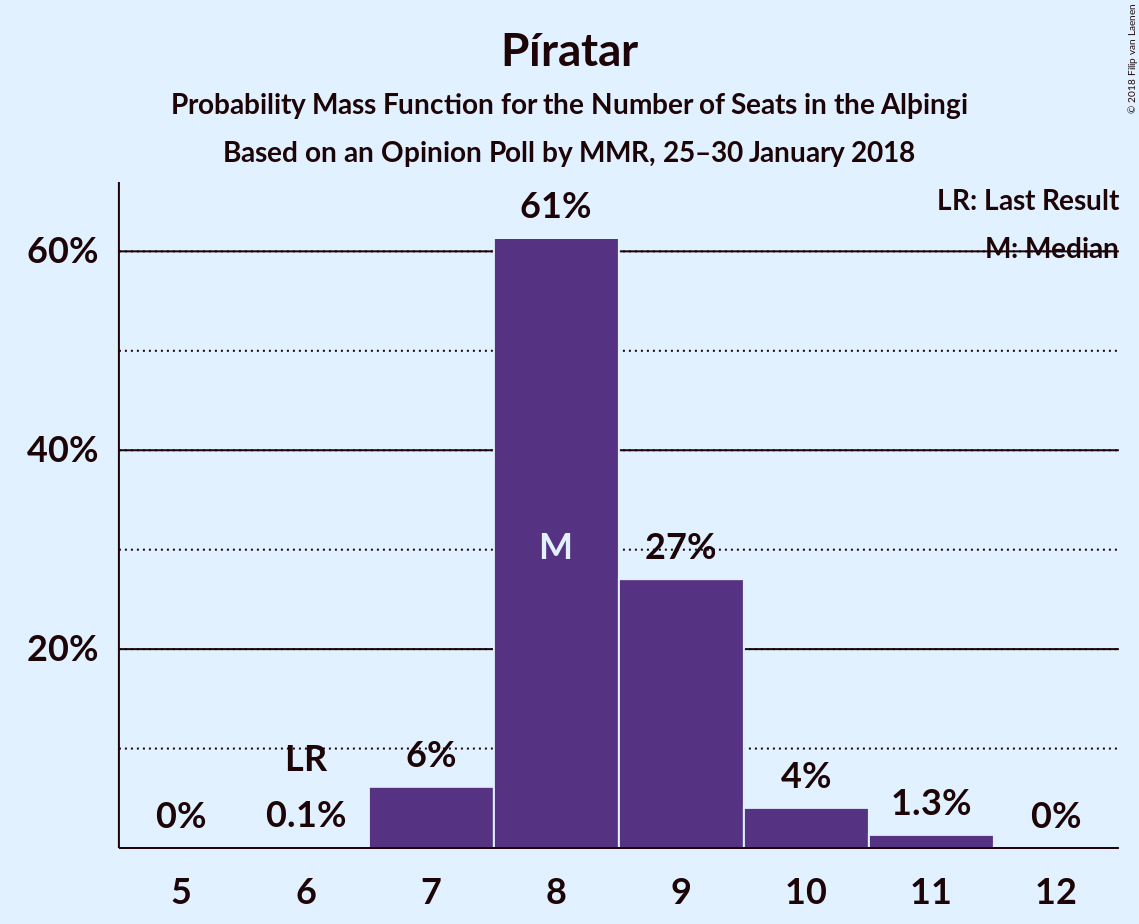 Píratar
Probability Mass Function for the Number of Seats in the Alþingi
Based on an Opinion Poll by MMR, 25–30 January 2018
© 2018 Filip van Laenen
LR: Last Result
M: Median
60%
40%
20%
0%
LR
0.1%
6%
61%
M
27%
4%
1.3%
0%
5 6 7 8 9 10 11 12